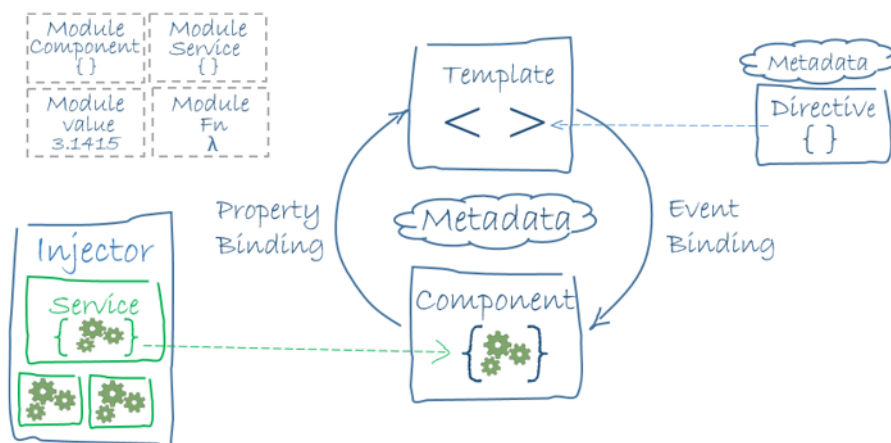 Module
Component
{ }
Module
Service
{ }
Module
value
3.1415
Module
Fn
λ
Template
< >
Metadata
Directive
{ }
Property
Binding
Metadata
Event
Binding
Injector
Service
{ }
Component
{ }